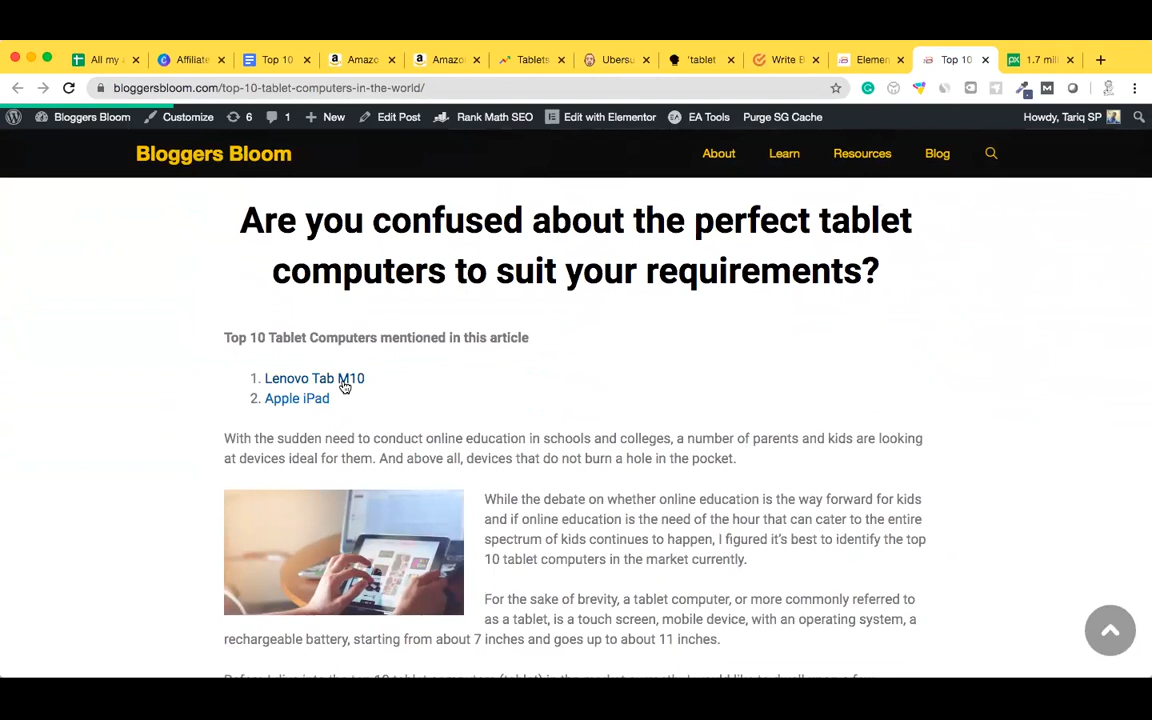 All my
Affiliate
Top 10
Amazo
Amazo
Tablets
Ubersu
'tablet
Write B
Elemen
Top 10
1.7 mil
bloggersbloom.com/top-10-tablet-computers-in-the-world/
Bloggers Bloom
Customize
6
1
New
Edit Post
Rank Math SEO
Edit with Elementor
EA Tools
Purge SG Cache
Howdy, Tariq SP
Bloggers Bloom
About
Learn
Resources
Blog
Are you confused about the perfect tablet
computers to suit your requirements?
Top 10 Tablet Computers mentioned in this article
1. Lenovo Tab M10
2. Apple iPad
With the sudden need to conduct online education in schools and colleges, a number of parents and kids are looking
at devices ideal for them. And above all, devices that do not burn a hole in the pocket.
While the debate on whether online education is the way forward for kids
and if online education is the need of the hour that can cater to the entire
spectrum of kids continues to happen, I figured it's best to identify the top
10 tablet computers in the market currently.
For the sake of brevity, a tablet computer, or more commonly referred to
as a tablet, is a touch screen, mobile device, with an operating system, a
rechargeable battery, starting from about 7 inches and goes up to about 11 inches.